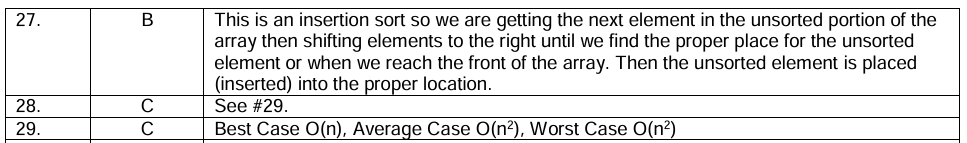 27. B This is an insertion sort so we are getting the next element in the unsorted portion of the
array then shifting elements to the right until we find the proper place for the unsorted
element or when we reach the front of the array. Then the unsorted element is placed
(inserted) into the proper location.
28. C See #29.
29. C Best Case O(n), Average Case O(n²), Worst Case O(n²)